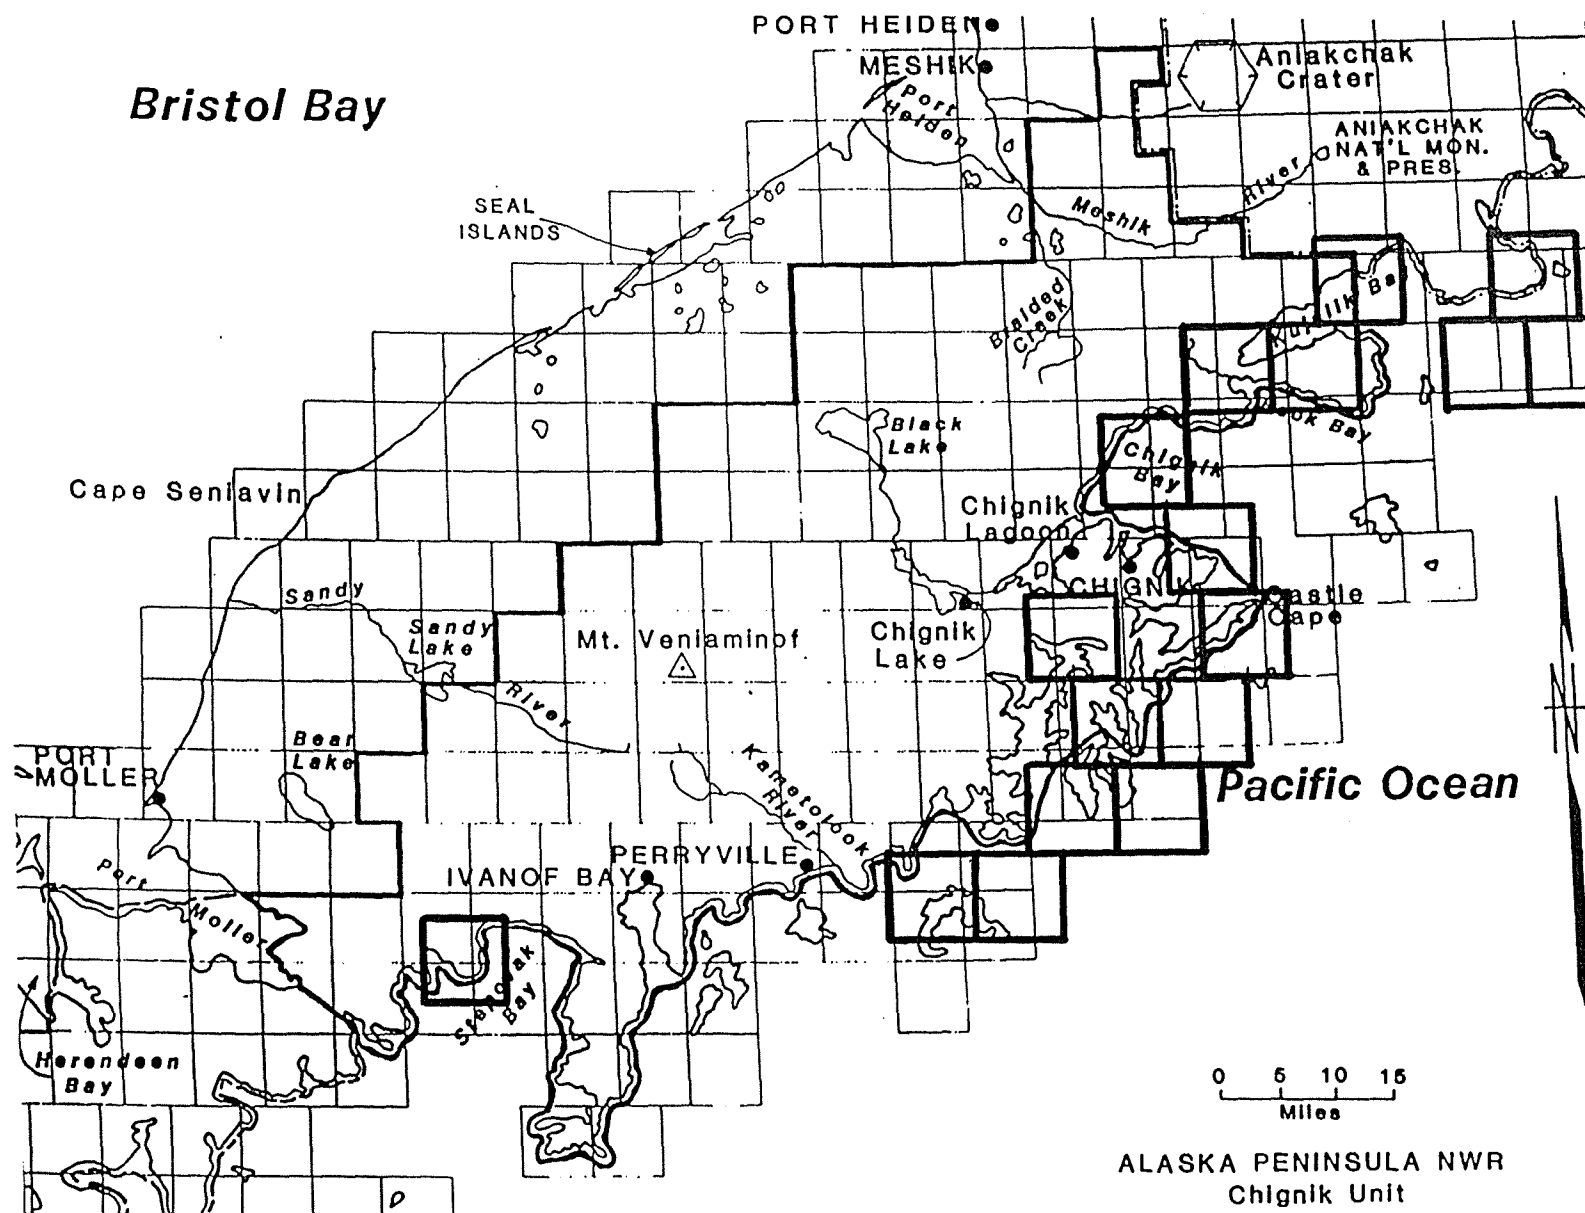 PORT HEIDEN
MESHIK
Aniakchak
Crater
Bristol Bay
Port
Heiden
ANIAKCHAK
NAT'L MON.
& PRES.
River
Meshik
SEAL
ISLANDS
Braided
Creek
Ba
Black
Lake
ok Bay
Chignik
Bay
Cape Seniavin
Chignik
Lagoon
CHIGNIK
Castle
Cape
Sandy
Sandy
Lake
Mt. Veniaminof
Chignik
Lake
River
Bear
Lake
PORT
MOLLER
Kametolook
River
Pacific Ocean
PERRYVILLE
IVANOF BAY
Port
Moller
Stepovak
Bay
Herendeen
Bay
0 5 10 15
Miles
N
ALASKA PENINSULA NWR
Chignik Unit